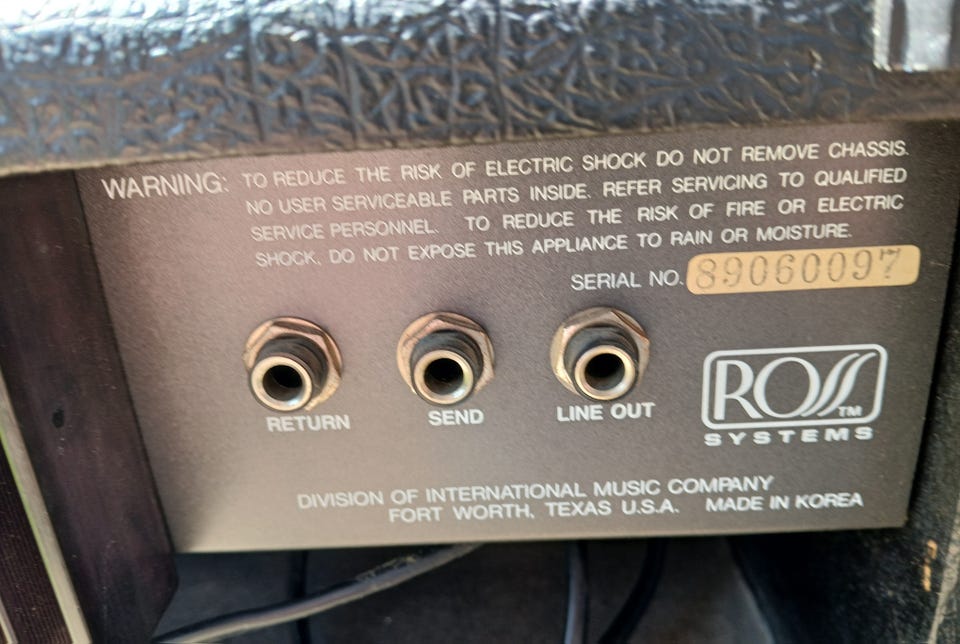 WARNING: TO REDUCE THE RISK OF ELECTRIC SHOCK DO NOT REMOVE CHASSIS.
NO USER SERVICEABLE PARTS INSIDE. REFER SERVICING TO QUALIFIED
SERVICE PERSONNEL. TO REDUCE THE RISK OF FIRE OR ELECTRIC
SHOCK, DO NOT EXPOSE THIS APPLIANCE TO RAIN OR MOISTURE.
SERIAL NO. 89060097
RETURN SEND LINE OUT
ROSS TM
SYSTEMS
DIVISION OF INTERNATIONAL MUSIC COMPANY
FORT WORTH, TEXAS U.S.A. MADE IN KOREA